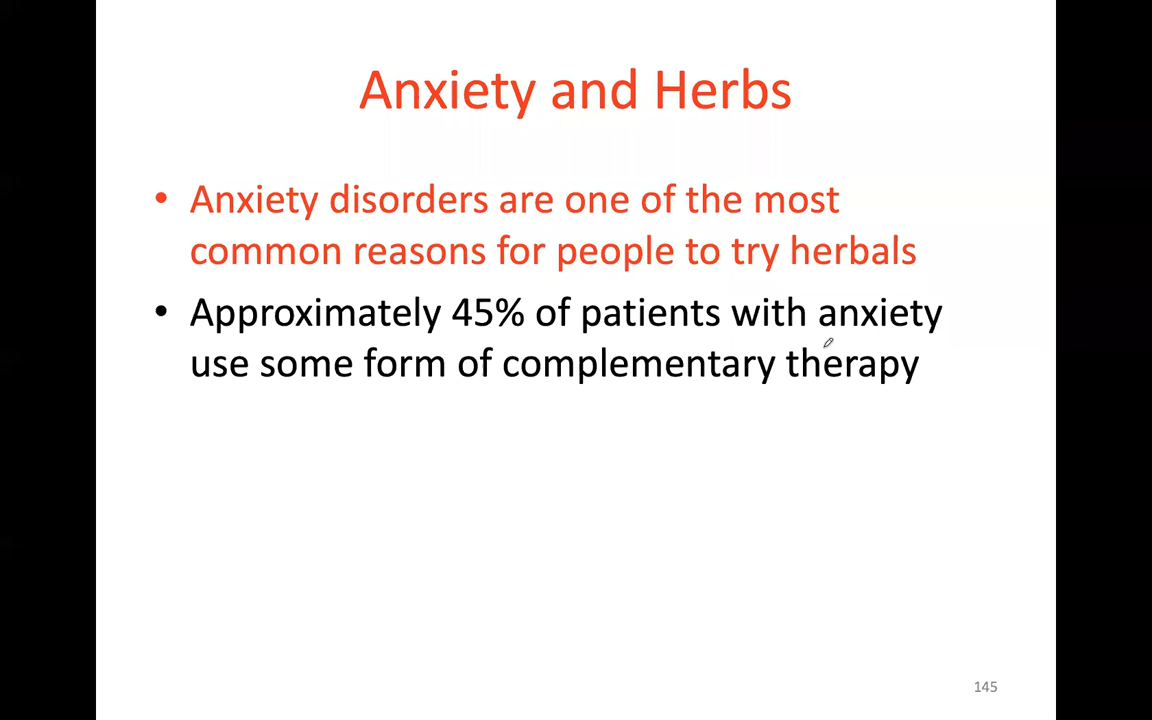 Anxiety and Herbs
• Anxiety disorders are one of the most
common reasons for people to try herbals
• Approximately 45% of patients with anxiety
use some form of complementary therapy
145